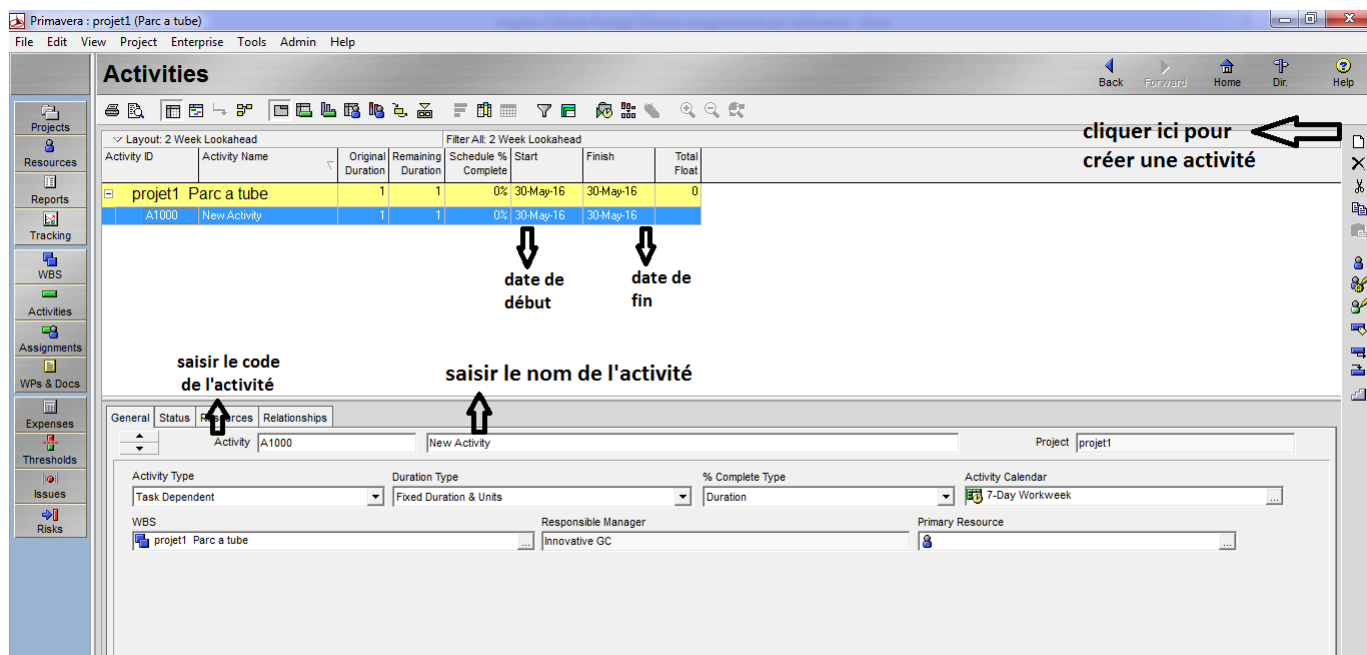 Primavera : projet1 (Parc a tube)
File Edit View Project Enterprise Tools Admin Help
Activities
Back Forward Home Dir. Help
Projects
Resources
Reports
Tracking
WBS
Activities
Assignments
WPs & Docs
Expenses
Thresholds
Issues
Risks
cliquer ici pour
créer une activité
Layout: 2 Week Lookahead Filter All: 2 Week Lookahead
Activity ID Activity Name Original Duration Remaining Duration Schedule % Complete Start Finish Total Float
projet1 Parc a tube 1 1 0% 30-May-16 30-May-16 0
A1000 New Activity 1 1 0% 30-May-16 30-May-16
date de
début
date de
fin
saisir le code
de l'activité
saisir le nom de l'activité
General Status Resources Relationships
Activity A1000 New Activity Project projet1
Activity Type Duration Type % Complete Type Activity Calendar
Task Dependent Fixed Duration & Units Duration 7-Day Workweek
WBS Responsible Manager Primary Resource
projet1 Parc a tube Innovative GC